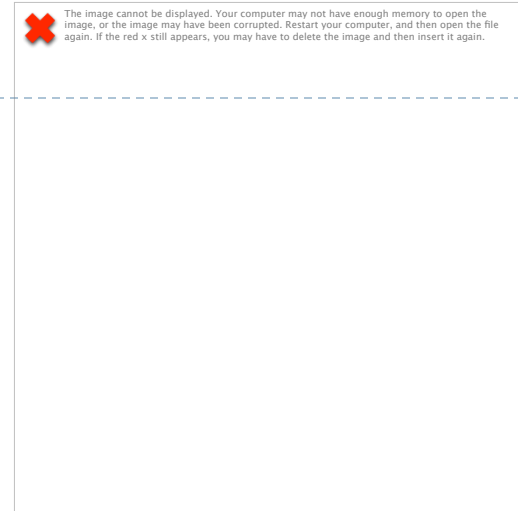 The image cannot be displayed. Your computer may not have enough memory to open the
image, or the image may have been corrupted. Restart your computer, and then open the file
again. If the red x still appears, you may have to delete the image and then insert it again.